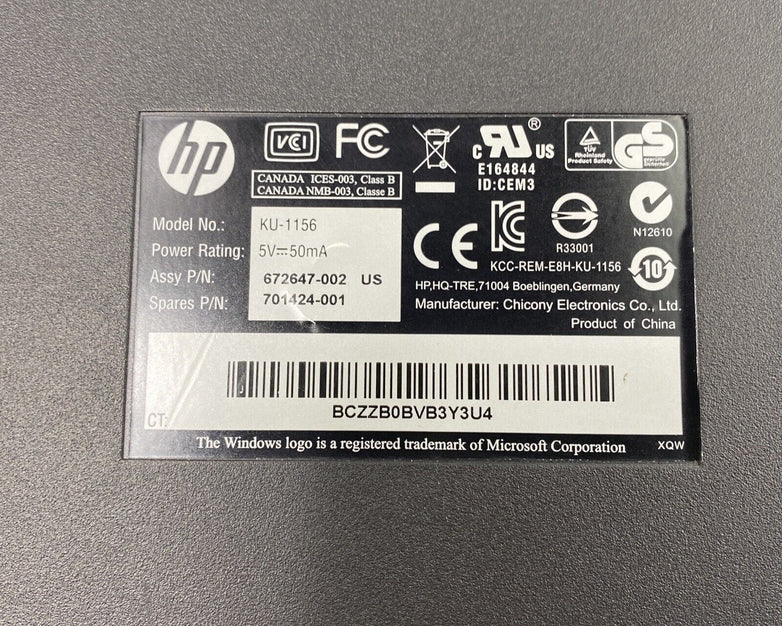 hp
VCI
FC
CANADA ICES-003, Class B
CANADA NMB-003, Classe B
c RU US ®
E164844
ID:CEM3
TÜV
Rheinland
Product Safety
GS
geprüfte
Sicherheit
Model No.: KU-1156
Power Rating: 5V⎓50mA
Assy P/N: 672647-002 US
Spares P/N: 701424-001
CE
R33001
N12610
KCC-REM-E8H-KU-1156
10
HP,HQ-TRE,71004 Boeblingen,Germany
Manufacturer: Chicony Electronics Co., Ltd.
Product of China
CT:
BCZZB0BVB3Y3U4
The Windows logo is a registered trademark of Microsoft Corporation
XQW